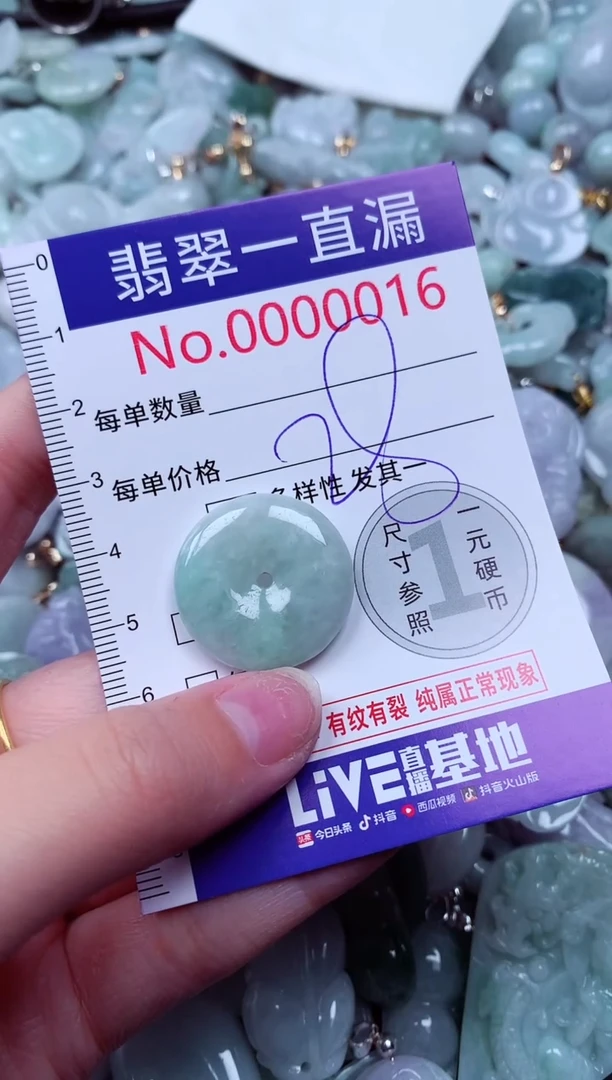 翡翠一直漏
No.0000016
0
1
2
3
4
5
6
每单数量
每单价格
28
多样性 发其一
尺寸参照
1
一元硬币
有纹有裂 纯属正常现象
LiVE直播基地
头条 今日头条 抖音 西瓜视频 抖音火山版